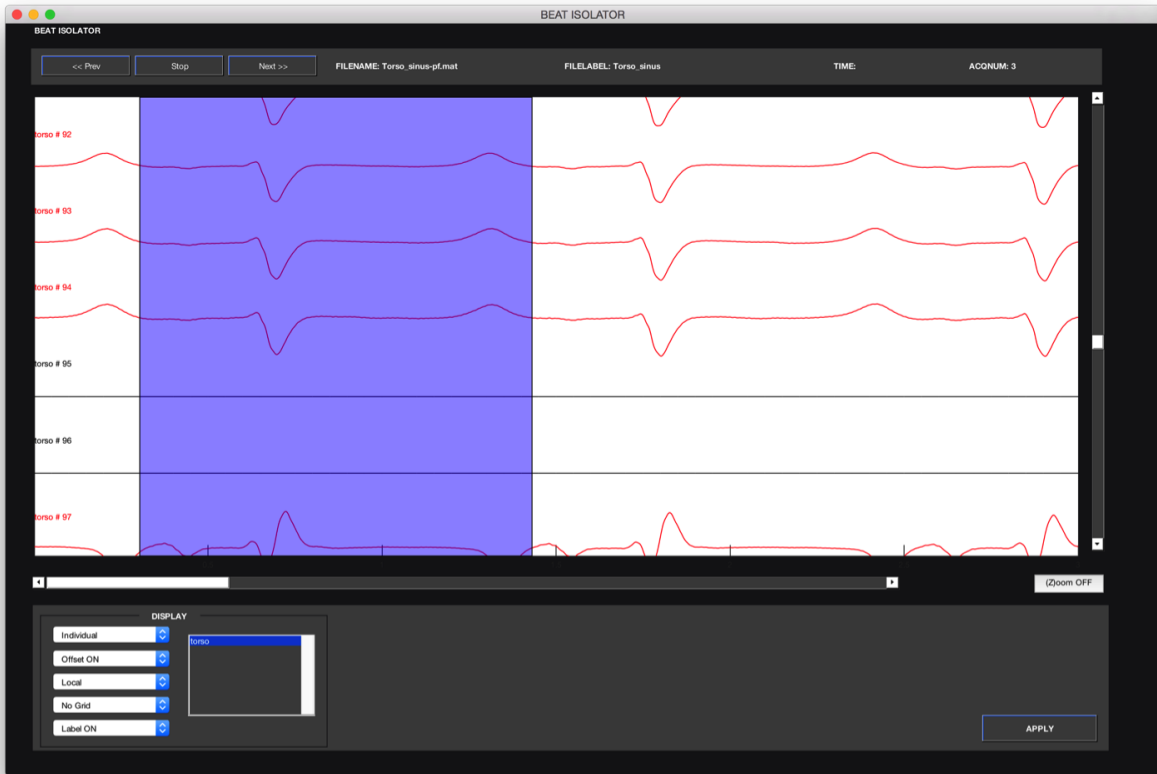 BEAT ISOLATOR
BEAT ISOLATOR
<< Prev
Stop
Next >>
FILENAME: Torso_sinus-pf.mat
FILELABEL: Torso_sinus
TIME:
ACQNUM: 3
torso # 92
torso # 93
torso # 94
torso # 95
torso # 96
torso # 97
(Z)oom OFF
DISPLAY
Individual
Offset ON
Local
No Grid
Label ON
torso
APPLY